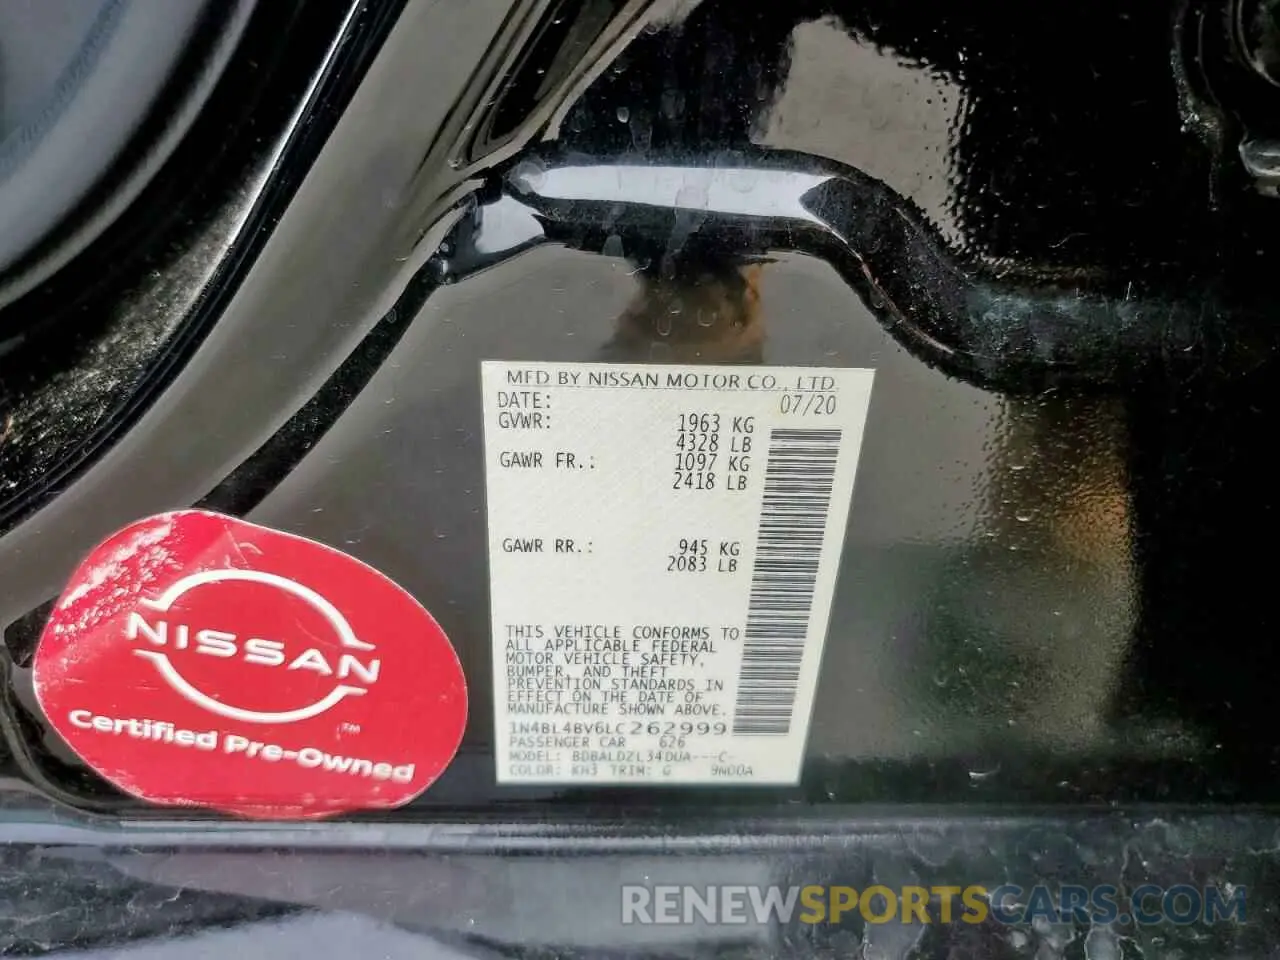 MFD BY NISSAN MOTOR CO., LTD.
DATE: 07/20
GVWR: 1963 KG
4328 LB
GAWR FR.: 1097 KG
2418 LB
GAWR RR.: 945 KG
2083 LB
THIS VEHICLE CONFORMS TO
ALL APPLICABLE FEDERAL
MOTOR VEHICLE SAFETY,
BUMPER, AND THEFT
PREVENTION STANDARDS IN
EFFECT ON THE DATE OF
MANUFACTURE SHOWN ABOVE.
1N4BL4BV6LC262999
PASSENGER CAR 626
MODEL: BDBALDZL34DUA---C-
COLOR: KH3 TRIM: G 9N00A
NISSAN
TM
Certified Pre-Owned
RENEWSPORTSCARS.COM